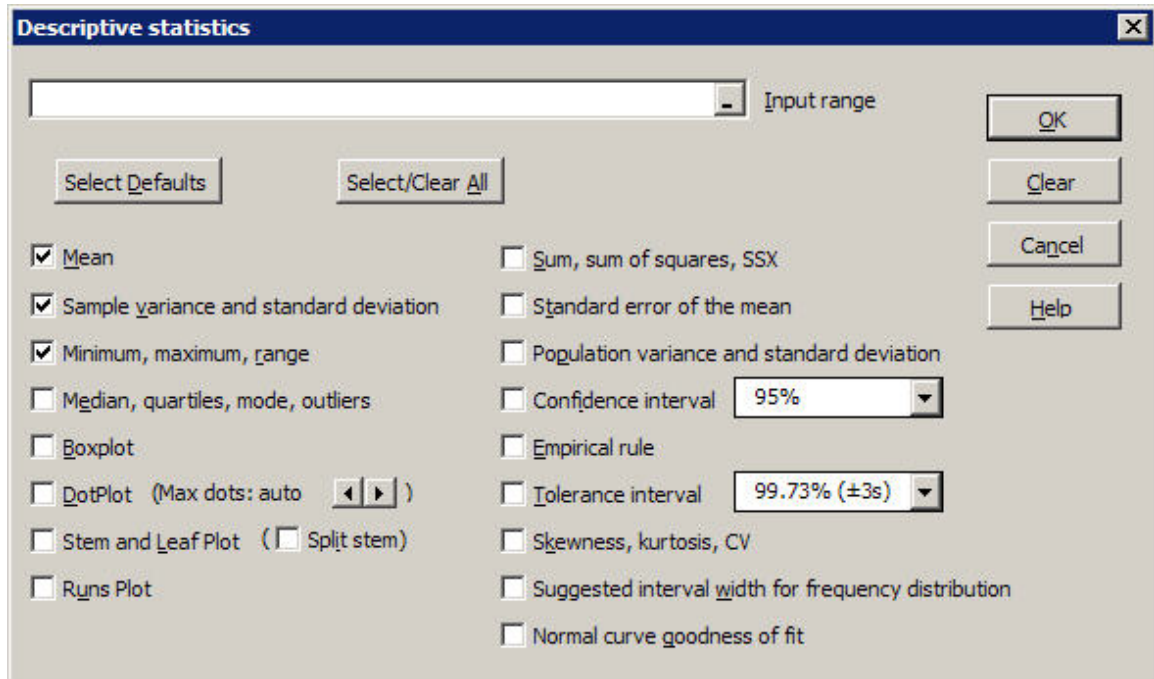 Descriptive statistics
Input range
OK
Select Defaults
Select/Clear All
Clear
Mean
Sum, sum of squares, SSX
Cancel
Sample variance and standard deviation
Standard error of the mean
Help
Minimum, maximum, range
Population variance and standard deviation
Median, quartiles, mode, outliers
Confidence interval 95%
Boxplot
Empirical rule
DotPlot (Max dots: auto )
Tolerance interval 99.73% (±3s)
Stem and Leaf Plot ( Split stem)
Skewness, kurtosis, CV
Runs Plot
Suggested interval width for frequency distribution
Normal curve goodness of fit